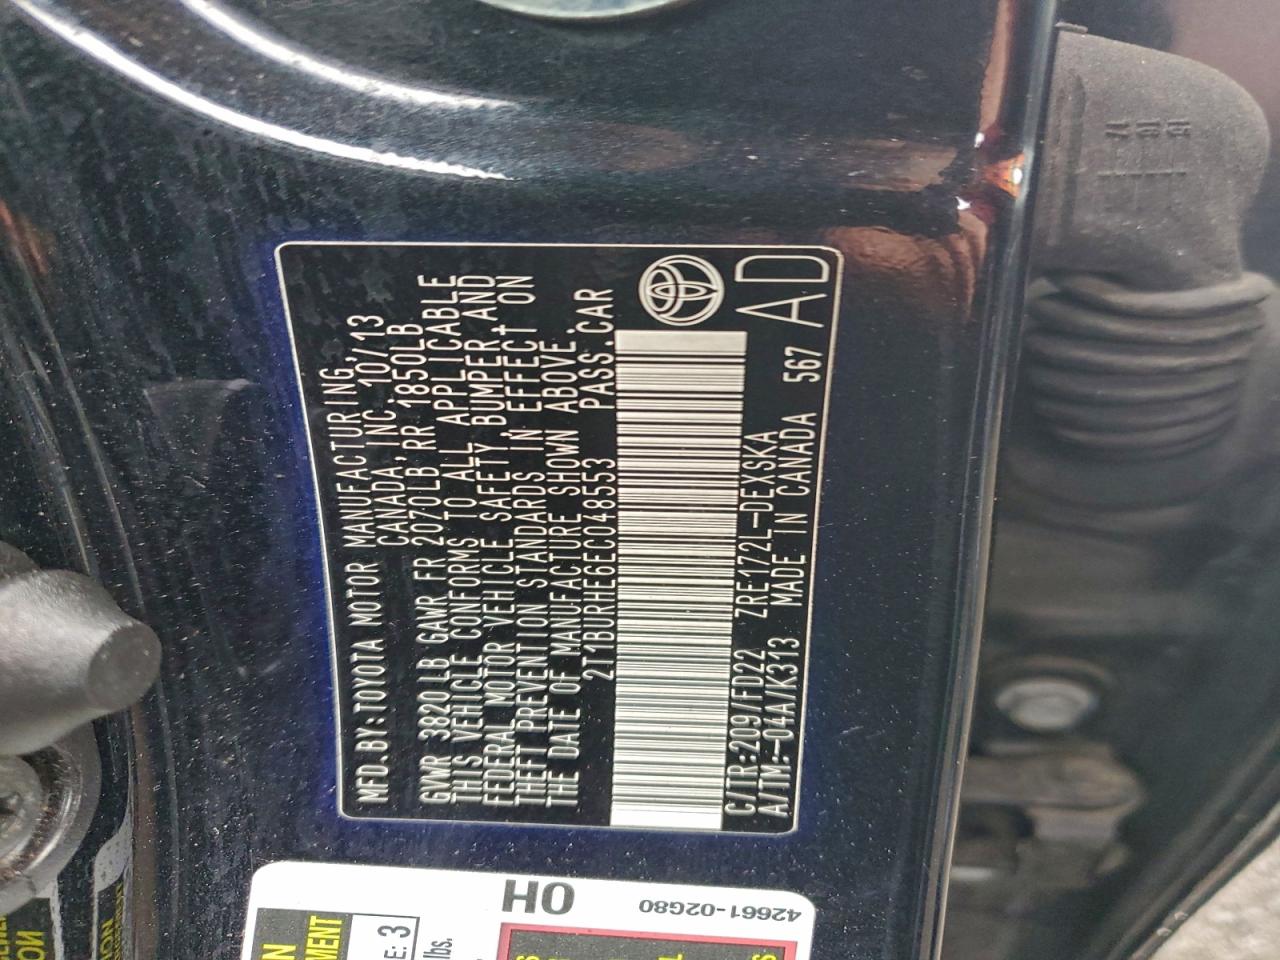 MFD.BY:TOYOTA MOTOR MANUFACTURING,
CANADA,INC. 10/13
GVWR 3820LB GAWR FR 2070LB RR 1850LB
THIS VEHICLE CONFORMS TO ALL APPLICABLE
FEDERAL MOTOR VEHICLE SAFETY, BUMPER, AND
THEFT PREVENTION STANDARDS IN EFFECT ON
THE DATE OF MANUFACTURE SHOWN ABOVE.
2T1BURHE6EC048553 PASS.CAR
C/TR:209/FD22 ZRE172L-DEXSKA
A/TM:-04A/K313 MADE IN CANADA 567
AD
42661-02G80
OH
E: 3
lbs.